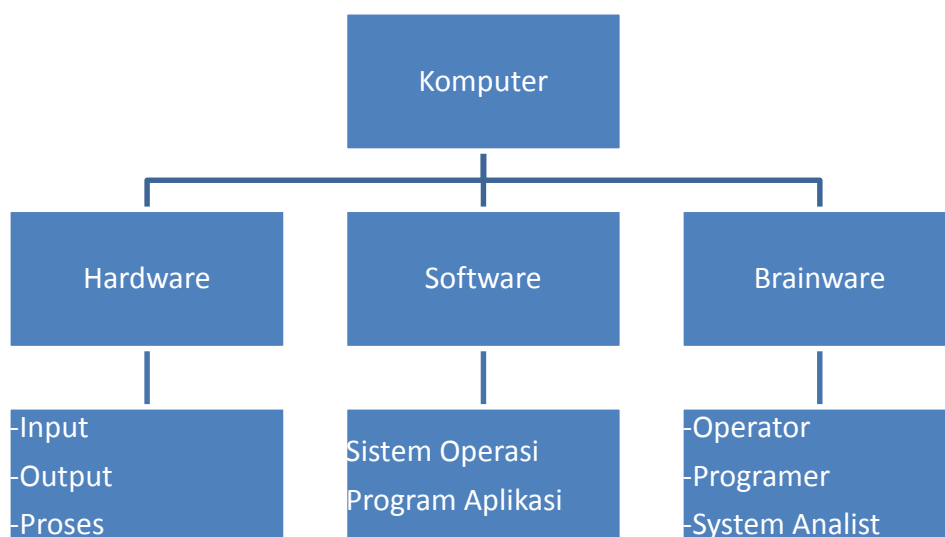 Komputer
Hardware
Software
Brainware
-Input
-Output
-Proses
Sistem Operasi
Program Aplikasi
-Operator
-Programer
-System Analist